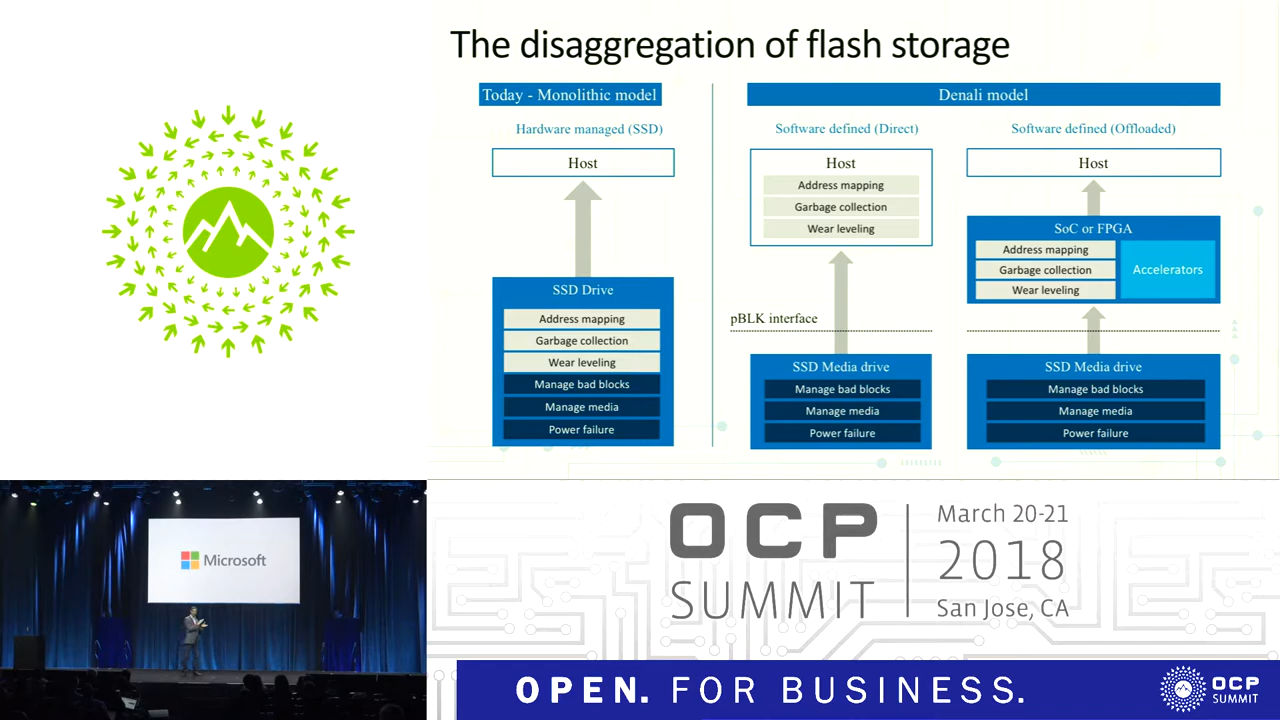 The disaggregation of flash storage
Today - Monolithic model
Hardware managed (SSD)
Host
SSD Drive
Address mapping
Garbage collection
Wear leveling
Manage bad blocks
Manage media
Power failure
Denali model
Software defined (Direct)
Host
Address mapping
Garbage collection
Wear leveling
pBLK interface
SSD Media drive
Manage bad blocks
Manage media
Power failure
Software defined (Offloaded)
Host
SoC or FPGA
Address mapping
Garbage collection
Wear leveling
Accelerators
SSD Media drive
Manage bad blocks
Manage media
Power failure
Microsoft
OCP
SUMMIT
March 20-21
2018
San Jose, CA
OPEN. FOR BUSINESS.
OCP
SUMMIT